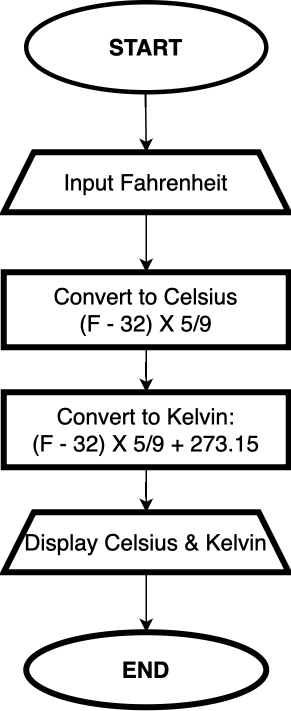 START
Input Fahrenheit
Convert to Celsius
(F - 32) X 5/9
Convert to Kelvin:
(F - 32) X 5/9 + 273.15
Display Celsius & Kelvin
END